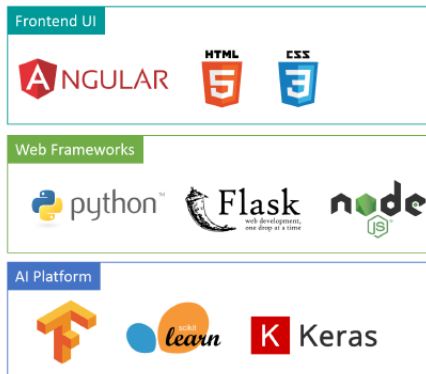 Frontend UI
ANGULAR
HTML
5
CSS
3
Web Frameworks
python™
Flask
web development,
one drop at a time
node
JS
AI Platform
scikit
learn
K Keras